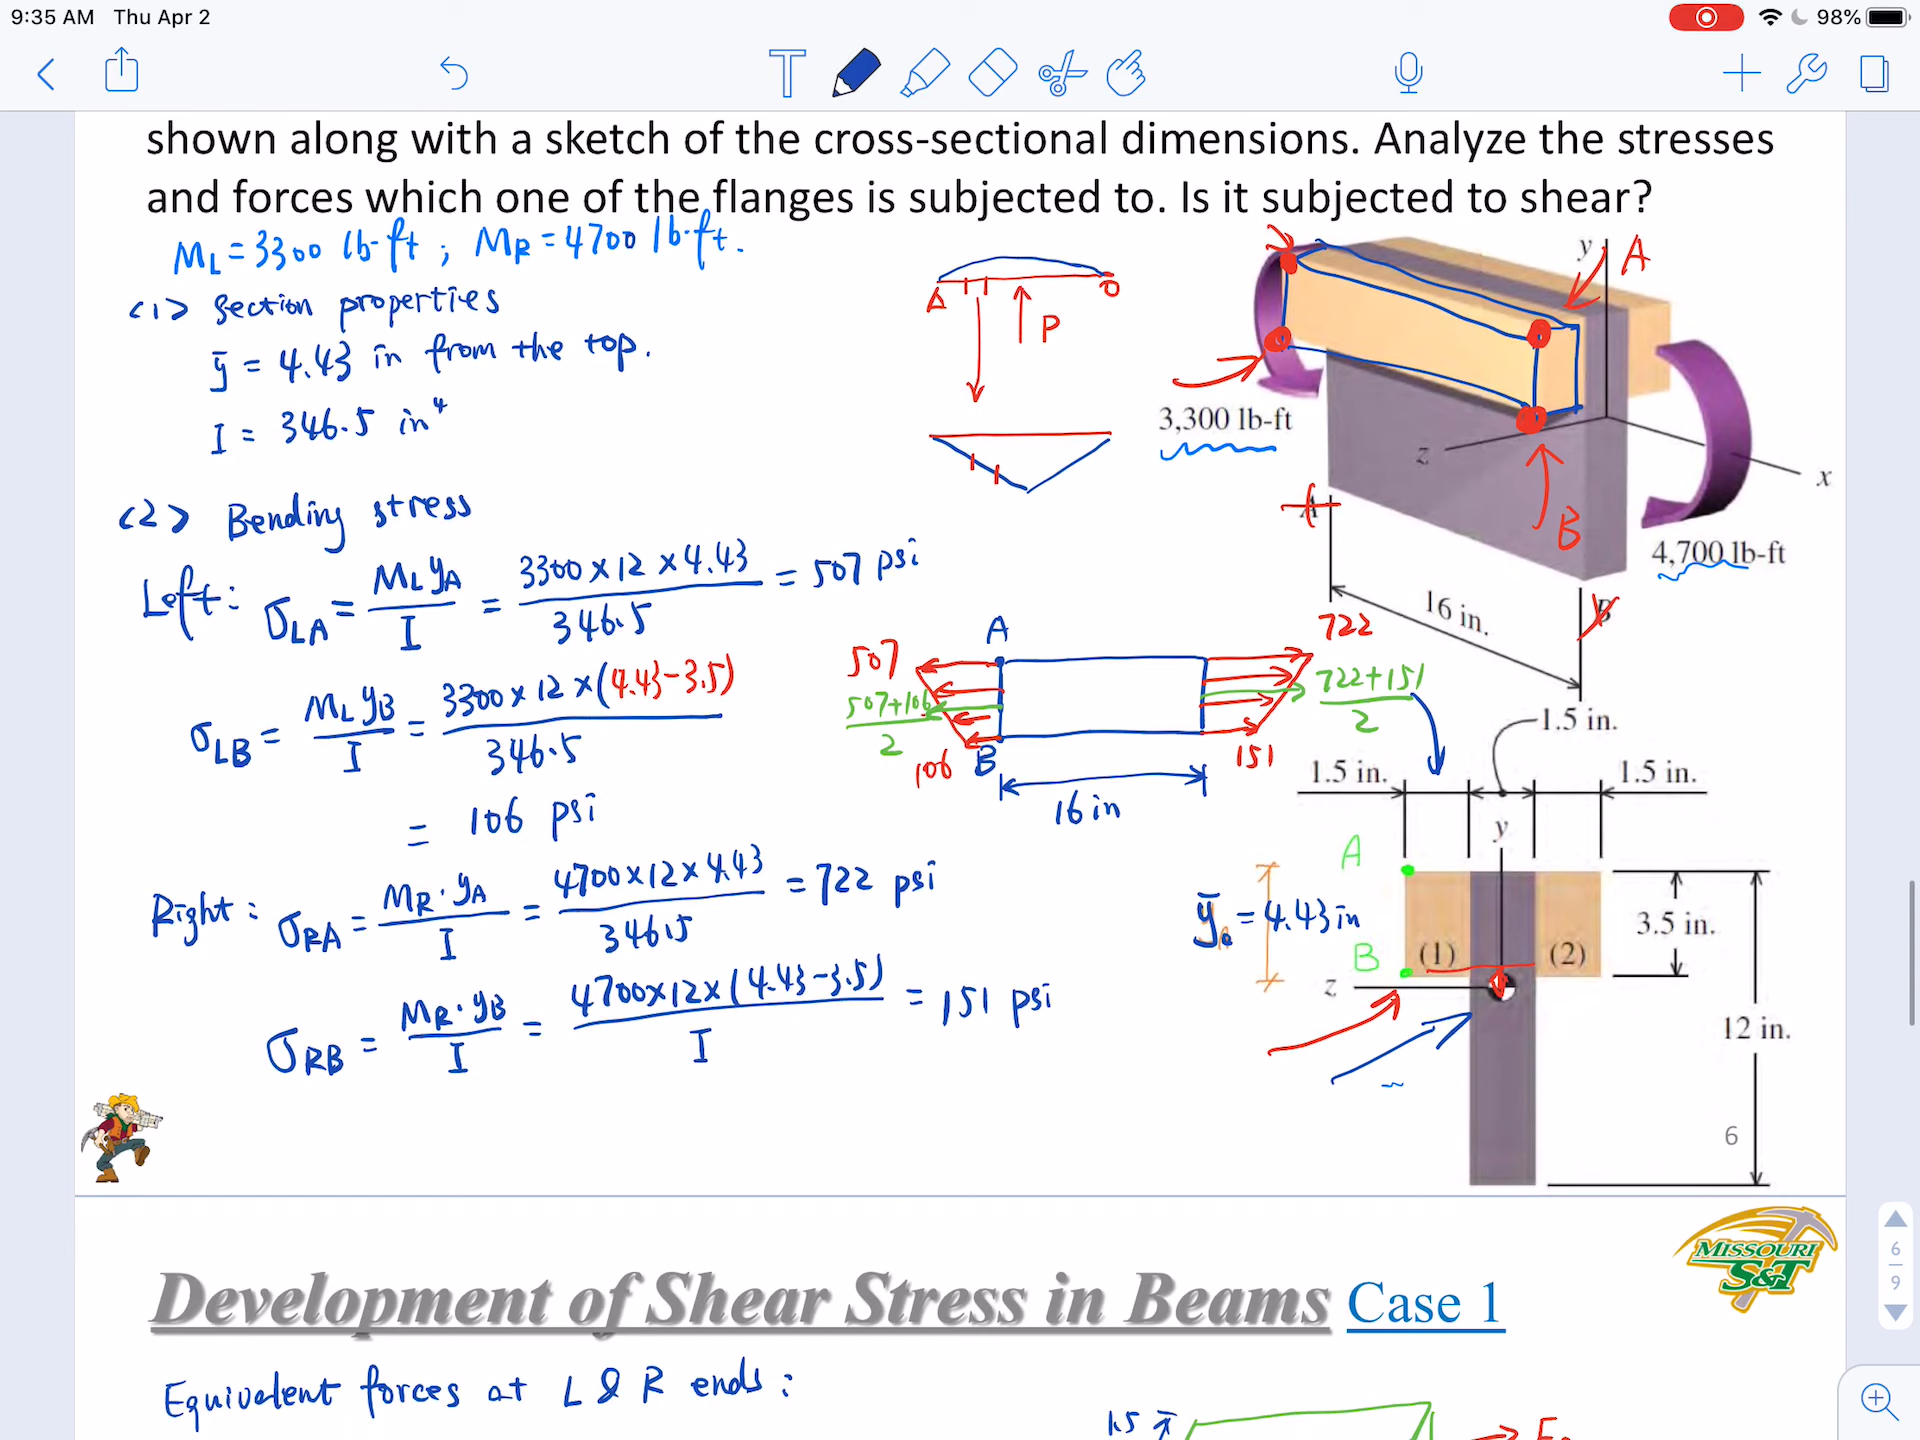 9:35 AM Thu Apr 2
98%
shown along with a sketch of the cross-sectional dimensions. Analyze the stresses
and forces which one of the flanges is subjected to. Is it subjected to shear?
ML = 3300 lb-ft ; MR = 4700 lb-ft.
(1) Section properties
ȳ = 4.43 in from the top.
I = 346.5 in⁴
(2) Bending stress
Left: σLA = ML yA / I = 3300 × 12 × 4.43 / 346.5 = 507 psi
σLB = ML yB / I = 3300 × 12 × (4.43-3.5) / 346.5
= 106 psi
Right: σRA = MR · yA / I = 4700×12×4.43 / 346.5 = 722 psi
σRB = MR · yB / I = 4700×12×(4.43-3.5) / I = 151 psi
A
P
y
A
3,300 lb-ft
z
x
A
B
4,700 lb-ft
B
16 in.
A
507
722
507+106 / 2
722+151 / 2
106
B
151
16 in
1.5 in.
1.5 in.
1.5 in.
y
A
ȳ = 4.43 in
3.5 in.
B
(1)
(2)
z
12 in.
6
MISSOURI
S&T
Development of Shear Stress in Beams Case 1
6
9
Equivalent forces at L & R ends:
1.5